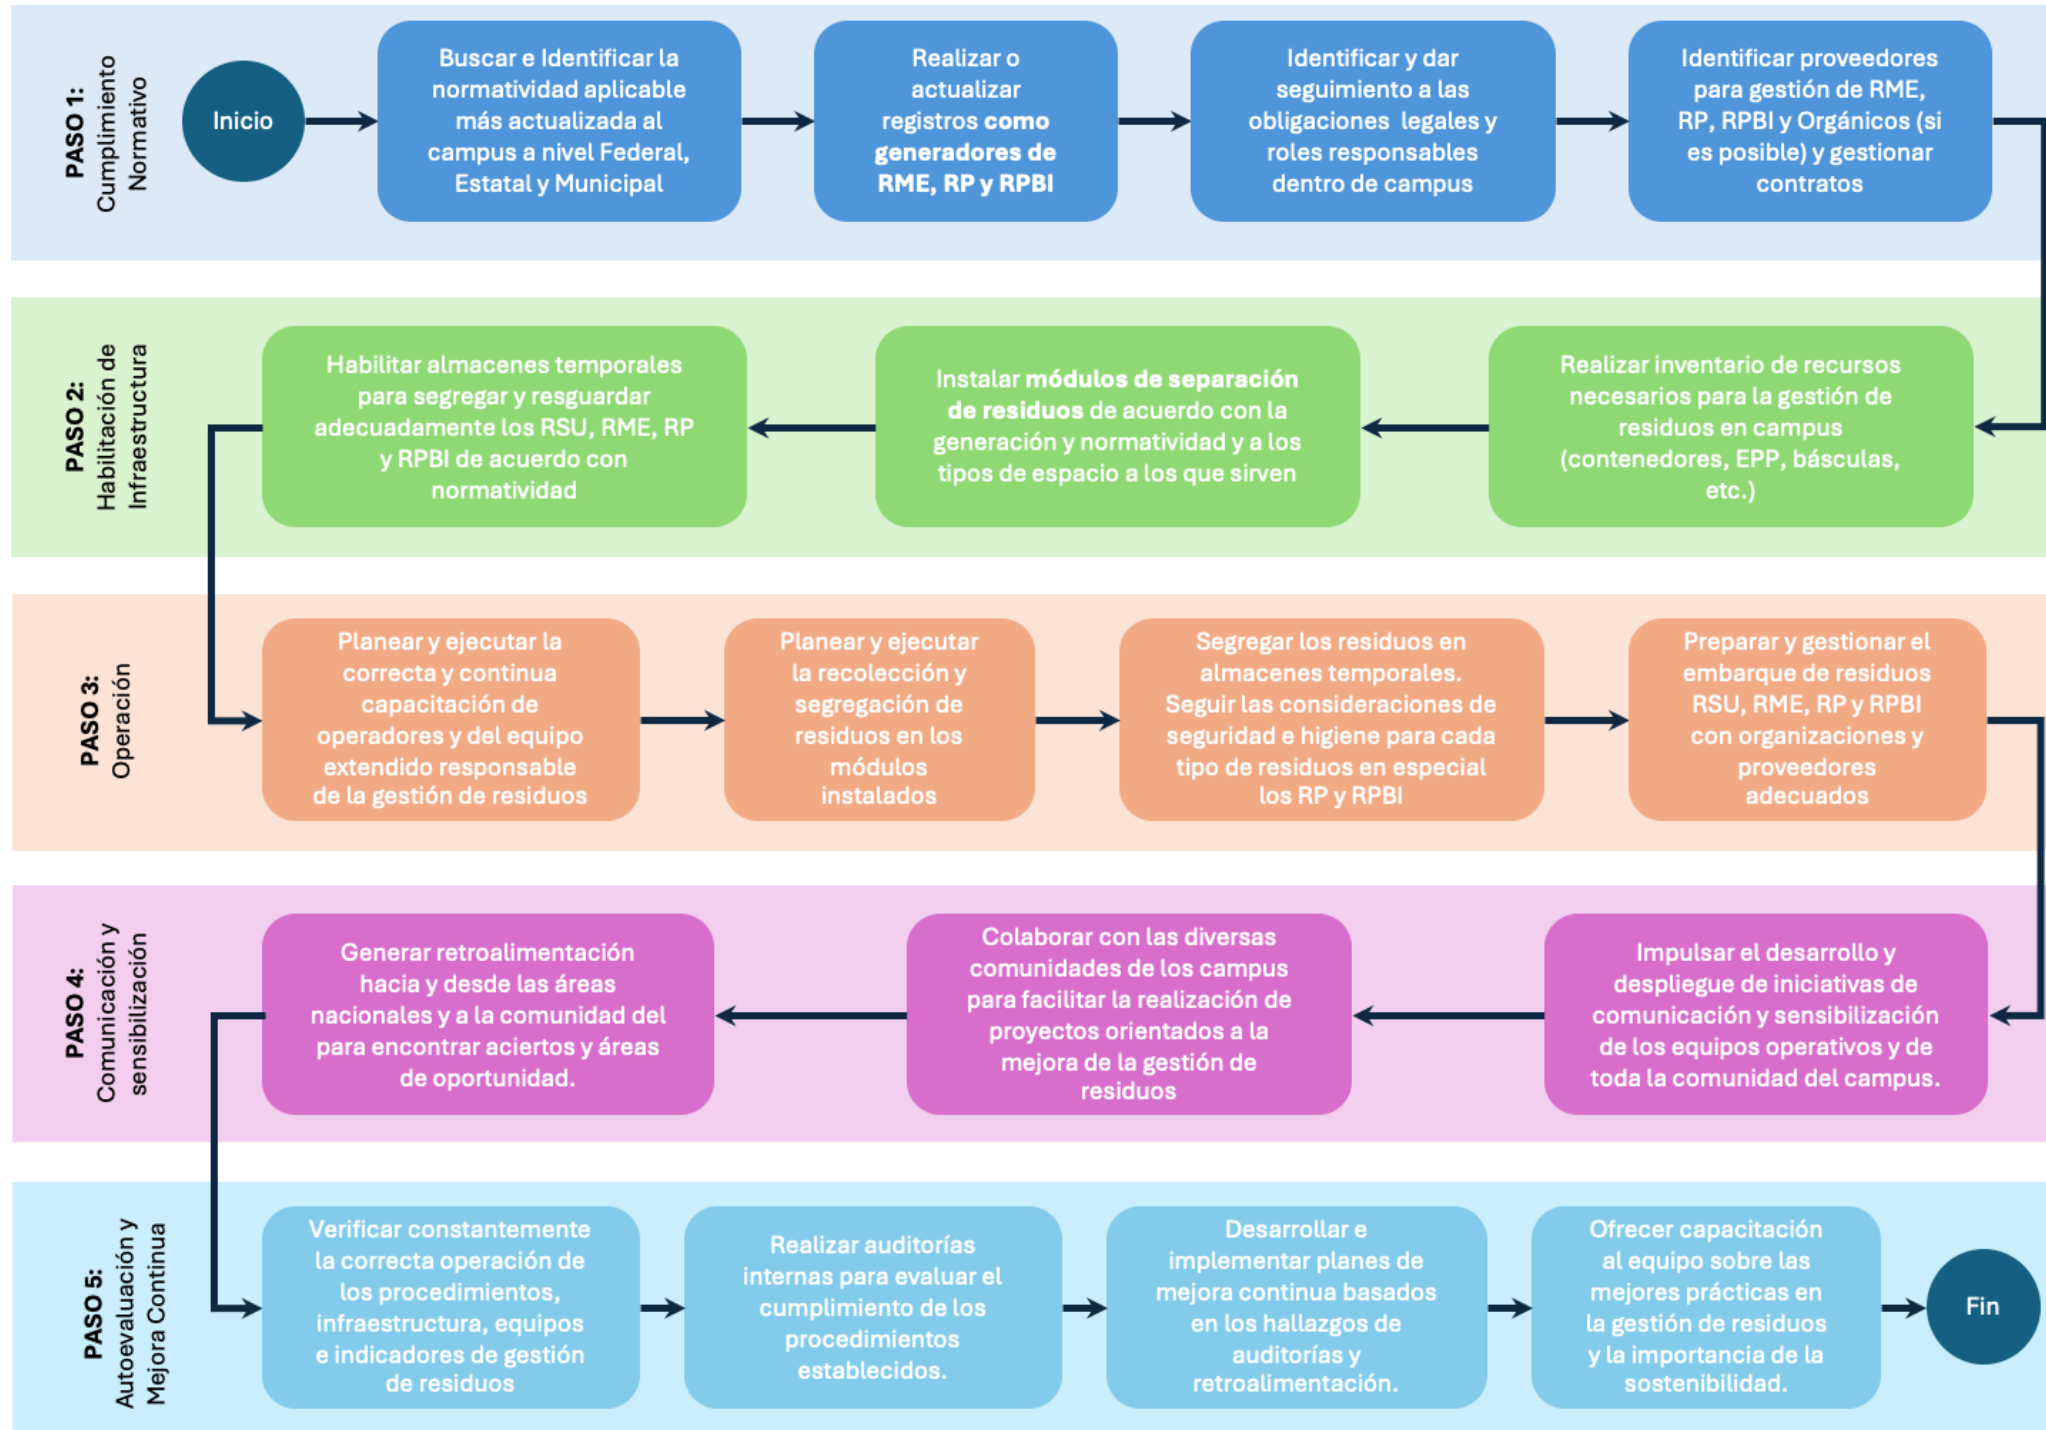 PASO 1:
Cumplimiento
Normativo
Inicio
Buscar e Identificar la
normatividad aplicable
más actualizada al
campus a nivel Federal,
Estatal y Municipal
Realizar o
actualizar
registros como
generadores de
RME, RP y RPBI
Identificar y dar
seguimiento a las
obligaciones legales y
roles responsables
dentro de campus
Identificar proveedores
para gestión de RME,
RP, RPBI y Orgánicos (si
es posible) y gestionar
contratos
PASO 2:
Habilitación de
Infraestructura
Realizar inventario de recursos
necesarios para la gestión de
residuos en campus
(contenedores, EPP, básculas,
etc.)
Instalar módulos de separación
de residuos de acuerdo con la
generación y normatividad y a los
tipos de espacio a los que sirven
Habilitar almacenes temporales
para segregar y resguardar
adecuadamente los RSU, RME, RP
y RPBI de acuerdo con
normatividad
PASO 3:
Operación
Planear y ejecutar la
correcta y continua
capacitación de
operadores y del equipo
extendido responsable
de la gestión de residuos
Planear y ejecutar
la recolección y
segregación de
residuos en los
módulos
instalados
Segregar los residuos en
almacenes temporales.
Seguir las consideraciones de
seguridad e higiene para cada
tipo de residuos en especial
los RP y RPBI
Preparar y gestionar el
embarque de residuos
RSU, RME, RP y RPBI
con organizaciones y
proveedores
adecuados
PASO 4:
Comunicación y
sensibilización
Impulsar el desarrollo y
despliegue de iniciativas de
comunicación y sensibilización
de los equipos operativos y de
toda la comunidad del campus.
Colaborar con las diversas
comunidades de los campus
para facilitar la realización de
proyectos orientados a la
mejora de la gestión de
residuos
Generar retroalimentación
hacia y desde las áreas
nacionales y a la comunidad del
para encontrar aciertos y áreas
de oportunidad.
PASO 5:
Autoevaluación y
Mejora Continua
Verificar constantemente
la correcta operación de
los procedimientos,
infraestructura, equipos
e indicadores de gestión
de residuos
Realizar auditorías
internas para evaluar el
cumplimiento de los
procedimientos
establecidos.
Desarrollar e
implementar planes de
mejora continua basados
en los hallazgos de
auditorías y
retroalimentación.
Ofrecer capacitación
al equipo sobre las
mejores prácticas en
la gestión de residuos
y la importancia de la
sostenibilidad.
Fin